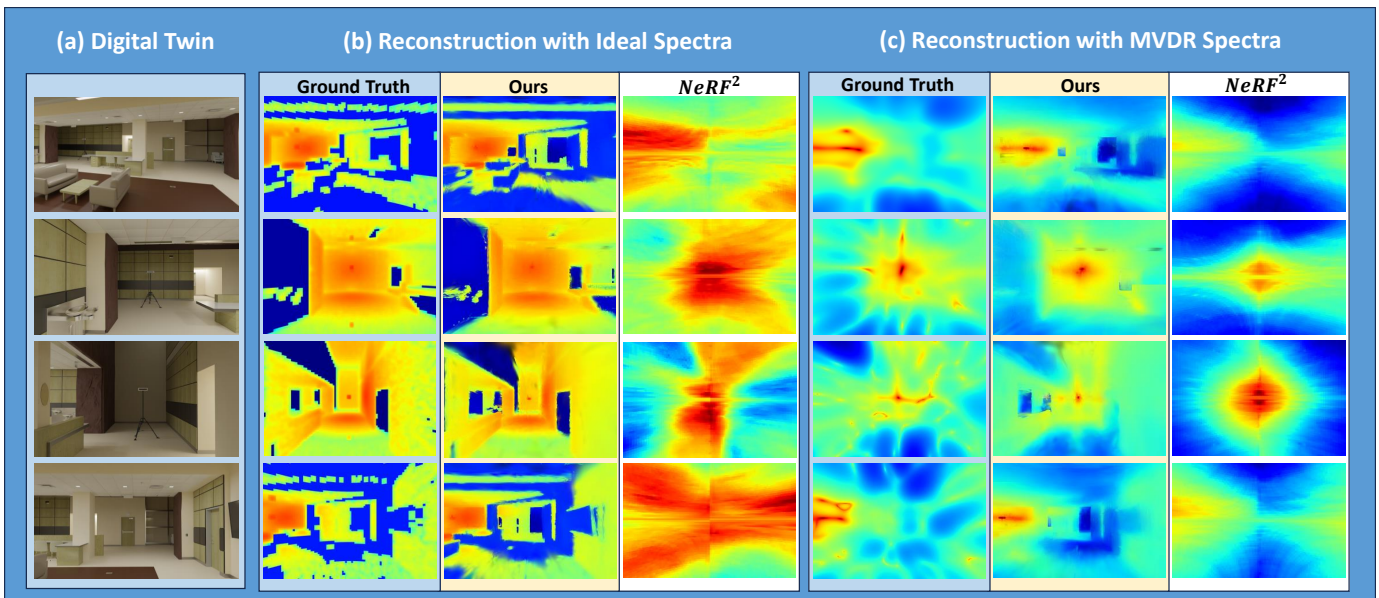 (a) Digital Twin
(b) Reconstruction with Ideal Spectra
(c) Reconstruction with MVDR Spectra
Ground Truth
Ours
NeRF²
Ground Truth
Ours
NeRF²